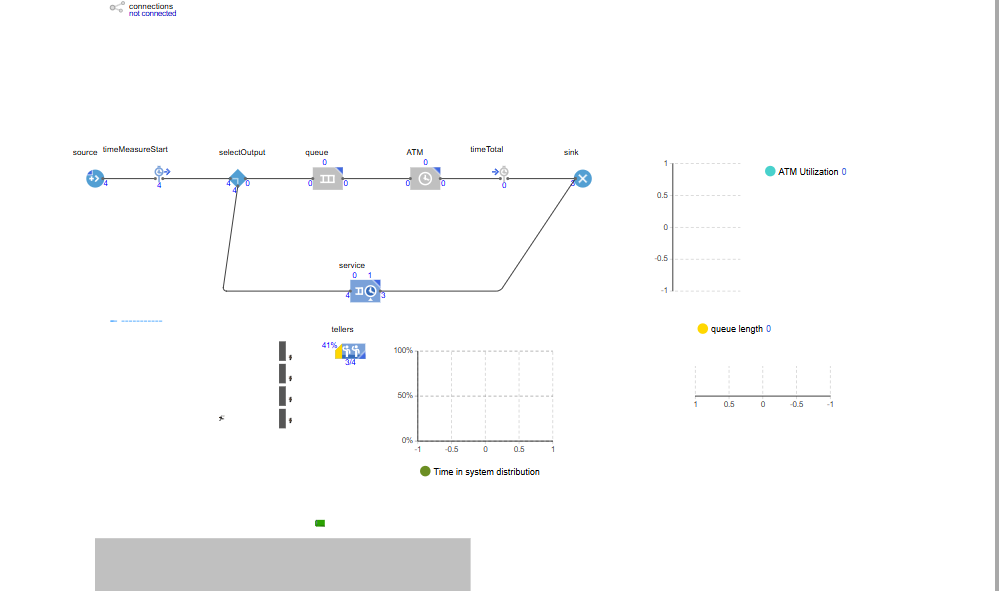 connections
not connected
source
timeMeasureStart
selectOutput
queue
ATM
timeTotal
sink
0
0
4
4
4
0
4
0
0
0
0
0
3
service
0
1
4
3
tellers
41%
3/4
100%
50%
0%
-1
-0.5
0
0.5
1
Time in system distribution
1
0.5
0
-0.5
-1
ATM Utilization 0
queue length 0
1
0.5
0
-0.5
-1